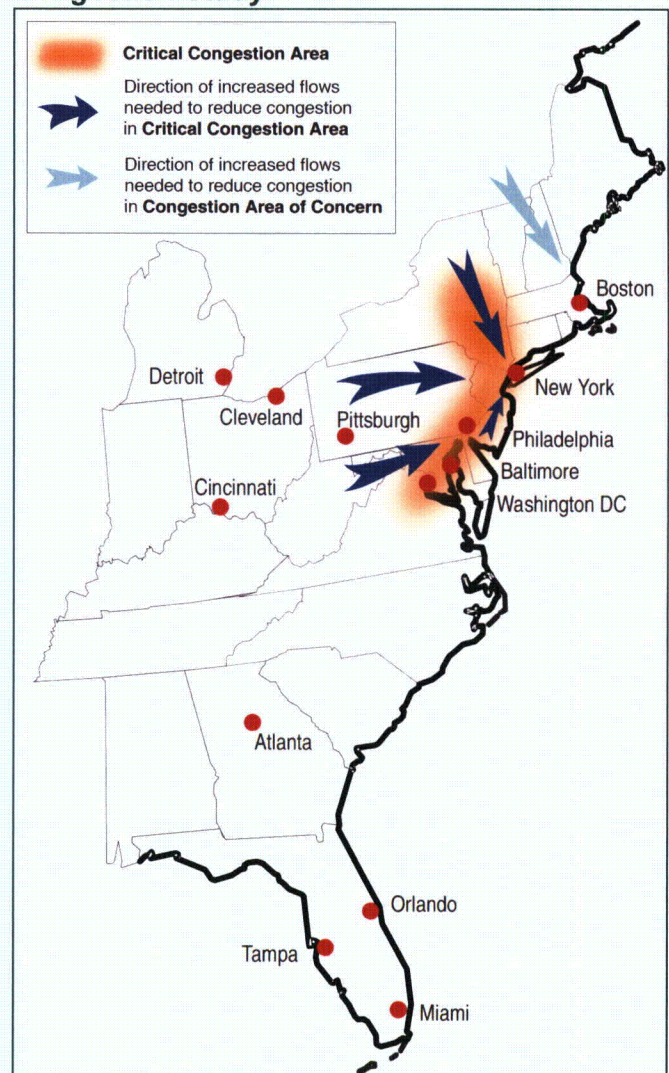 Critical Congestion Area
Direction of increased flows
needed to reduce congestion
in Critical Congestion Area
Direction of increased flows
needed to reduce congestion
in Congestion Area of Concern
Boston
Detroit
New York
Cleveland
Pittsburgh
Philadelphia
Baltimore
Cincinnati
Washington DC
Atlanta
Orlando
Tampa
Miami